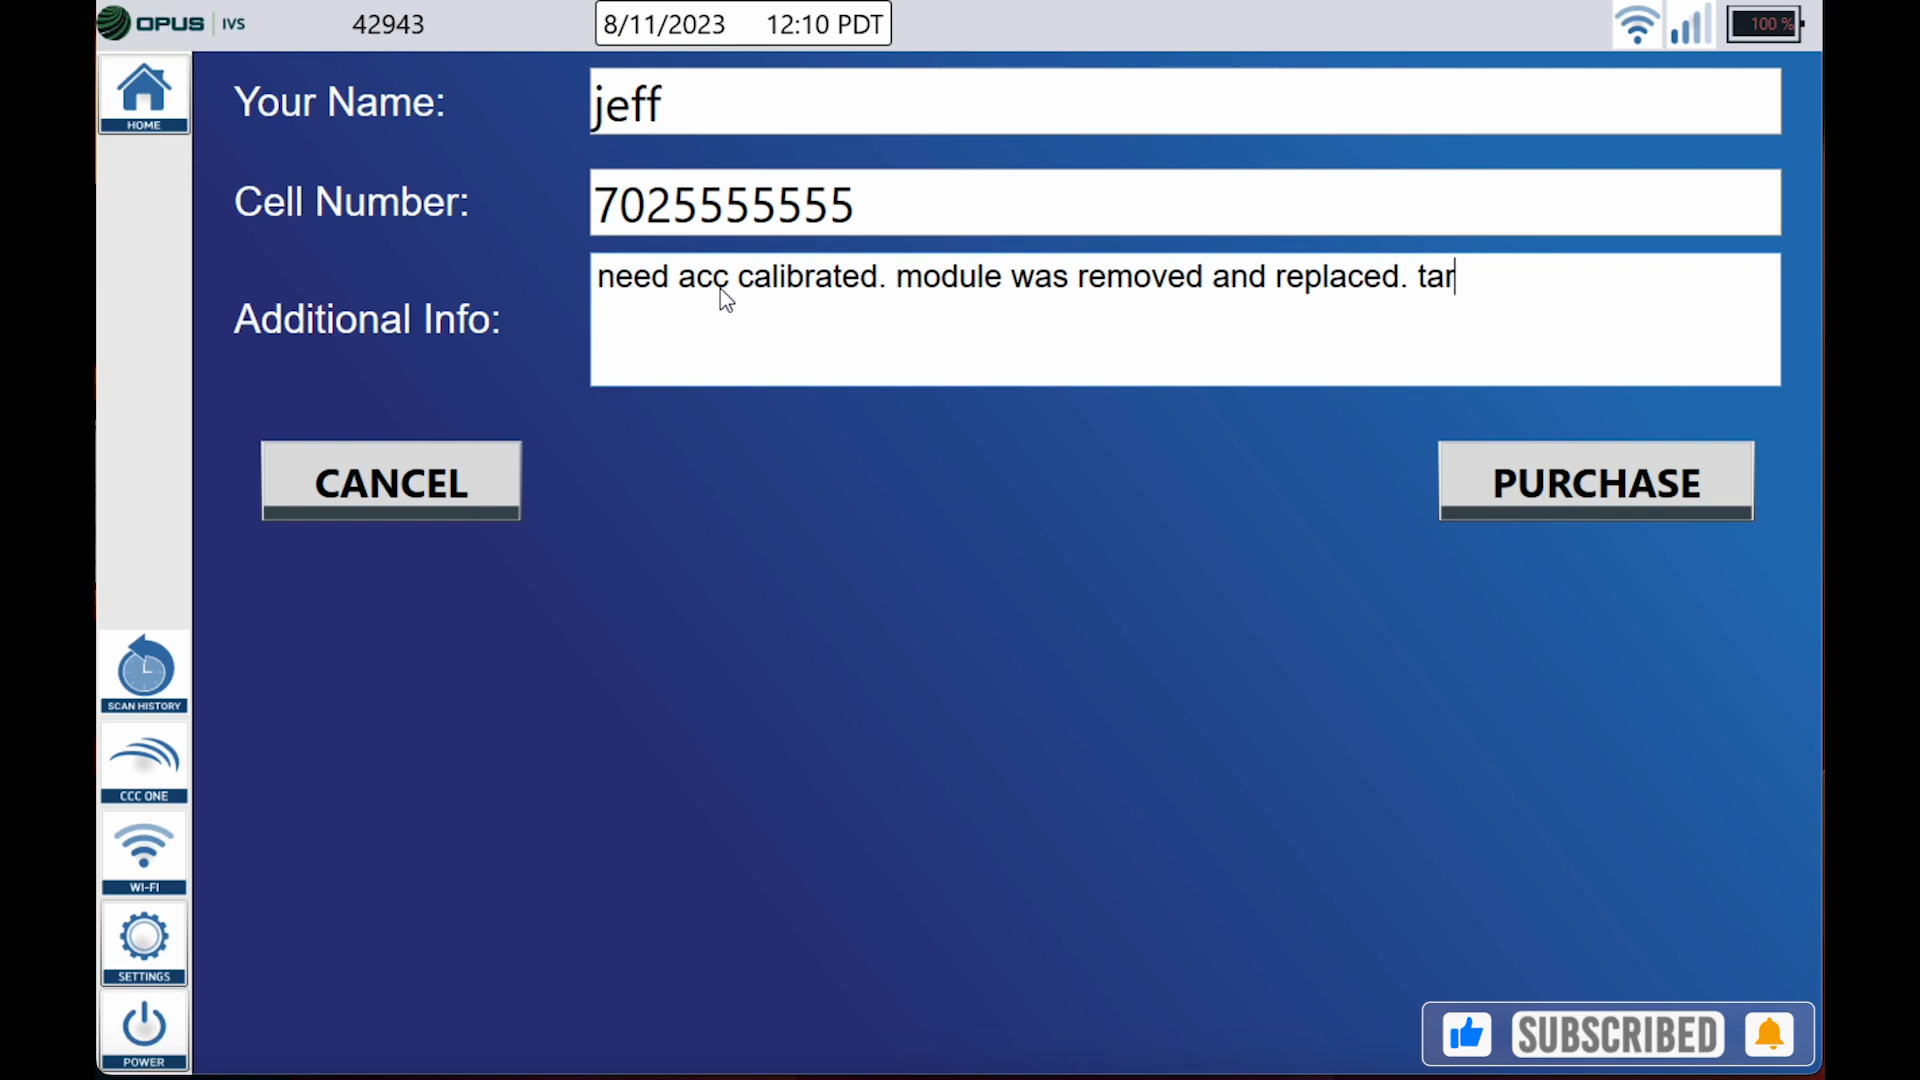 OPUS IVS 42943 8/11/2023 12:10 PDT 100 %
HOME
Your Name: jeff
Cell Number: 7025555555
Additional Info: need acc calibrated. module was removed and replaced. tar
CANCEL PURCHASE
SCAN HISTORY
CCC ONE
WI-FI
SETTINGS
POWER
SUBSCRIBED